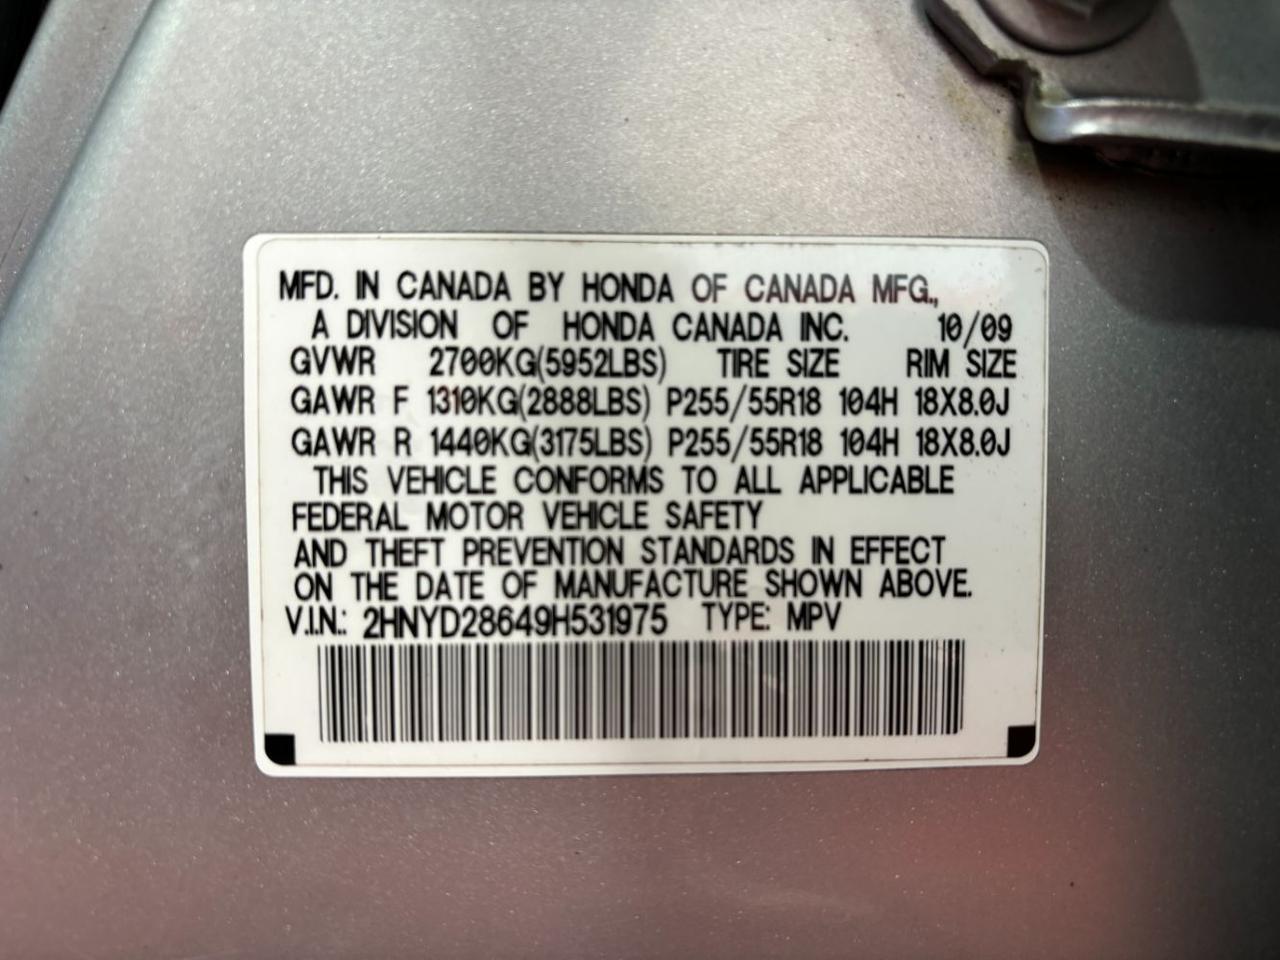 MFD. IN CANADA BY HONDA OF CANADA MFG.,
A DIVISION OF HONDA CANADA INC. 10/09
GVWR 2700KG(5952LBS) TIRE SIZE RIM SIZE
GAWR F 1310KG(2888LBS) P255/55R18 104H 18X8.0J
GAWR R 1440KG(3175LBS) P255/55R18 104H 18X8.0J
THIS VEHICLE CONFORMS TO ALL APPLICABLE
FEDERAL MOTOR VEHICLE SAFETY
AND THEFT PREVENTION STANDARDS IN EFFECT
ON THE DATE OF MANUFACTURE SHOWN ABOVE.
V.I.N.: 2HNYD28649H531975 TYPE: MPV